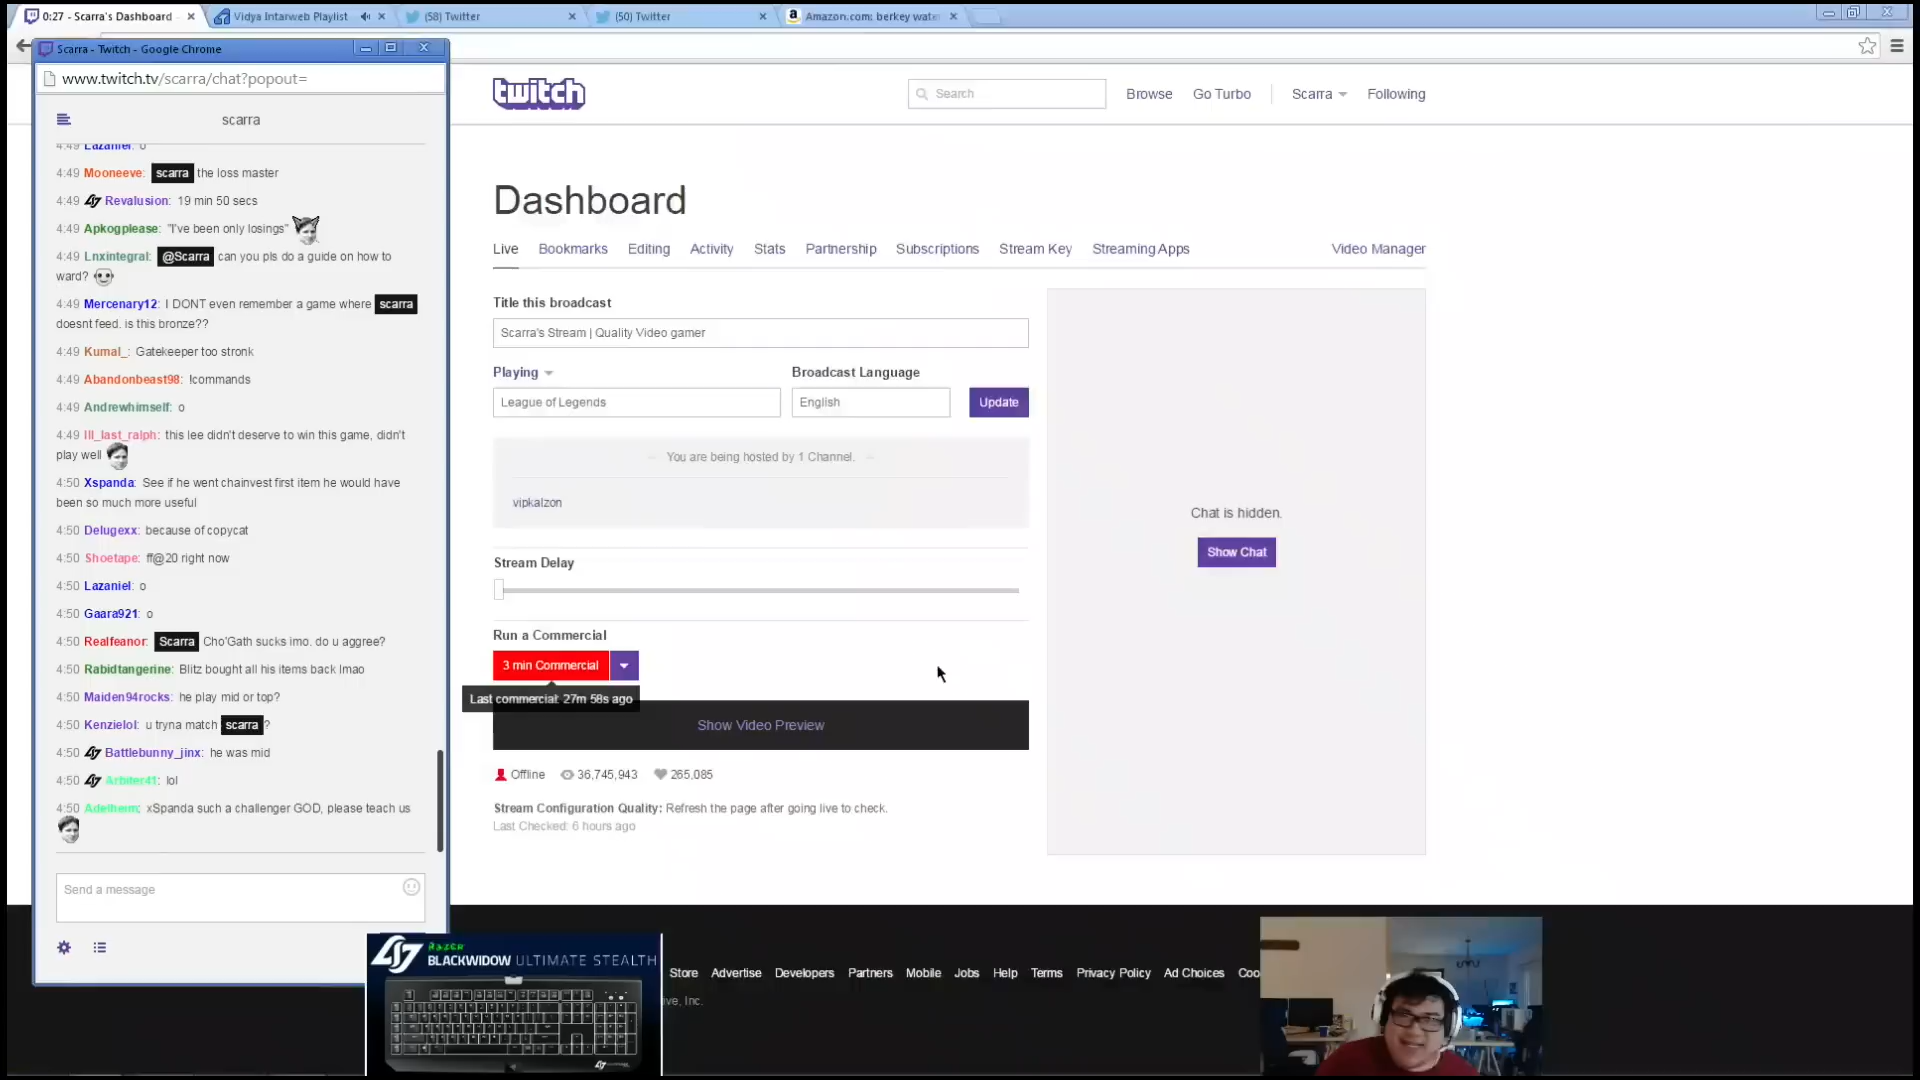 0:27 - Scarra's Dashboard -
Vidya Intarweb Playlist
(58) Twitter
(50) Twitter
Amazon.com: berkey wate
Scarra - Twitch - Google Chrome
www.twitch.tv/scarra/chat?popout=
scarra
4:49 Lazaniel: o
4:49 Mooneeve: scarra the loss master
4:49 Revalusion: 19 min 50 secs
4:49 Apkogplease: "I've been only losings"
4:49 Lnxintegral: @Scarra can you pls do a guide on how to
ward?
4:49 Mercenary12: I DONT even remember a game where scarra
doesnt feed. is this bronze??
4:49 Kumal_: Gatekeeper too stronk
4:49 Abandonbeast98: !commands
4:49 Andrewhimself: o
4:49 Ill_last_ralph: this lee didn't deserve to win this game, didn't
play well
4:50 Xspanda: See if he went chainvest first item he would have
been so much more useful
4:50 Delugexx: because of copycat
4:50 Shoetape: ff@20 right now
4:50 Lazaniel: o
4:50 Gaara921: o
4:50 Realfeanor: Scarra Cho'Gath sucks imo. do u aggree?
4:50 Rabidtangerine: Blitz bought all his items back lmao
4:50 Maiden94rocks: he play mid or top?
4:50 Kenzielol: u tryna match scarra ?
4:50 Battlebunny_jinx: he was mid
4:50 Arbiter41: lol
4:50 Adelheim: xSpanda such a challenger GOD, please teach us
Send a message
twitch
Search
Browse
Go Turbo
Scarra
Following
Dashboard
Live
Bookmarks
Editing
Activity
Stats
Partnership
Subscriptions
Stream Key
Streaming Apps
Video Manager
Title this broadcast
Scarra's Stream | Quality Video gamer
Playing
Broadcast Language
League of Legends
English
Update
You are being hosted by 1 Channel.
vipkalzon
Stream Delay
Run a Commercial
3 min Commercial
Last commercial: 27m 58s ago
Show Video Preview
Offline
36,745,943
265,085
Stream Configuration Quality: Refresh the page after going live to check.
Last Checked: 6 hours ago
Chat is hidden.
Show Chat
RAZER
BLACKWIDOW ULTIMATE STEALTH
Store
Advertise
Developers
Partners
Mobile
Jobs
Help
Terms
Privacy Policy
Ad Choices
Coo
ive, Inc.